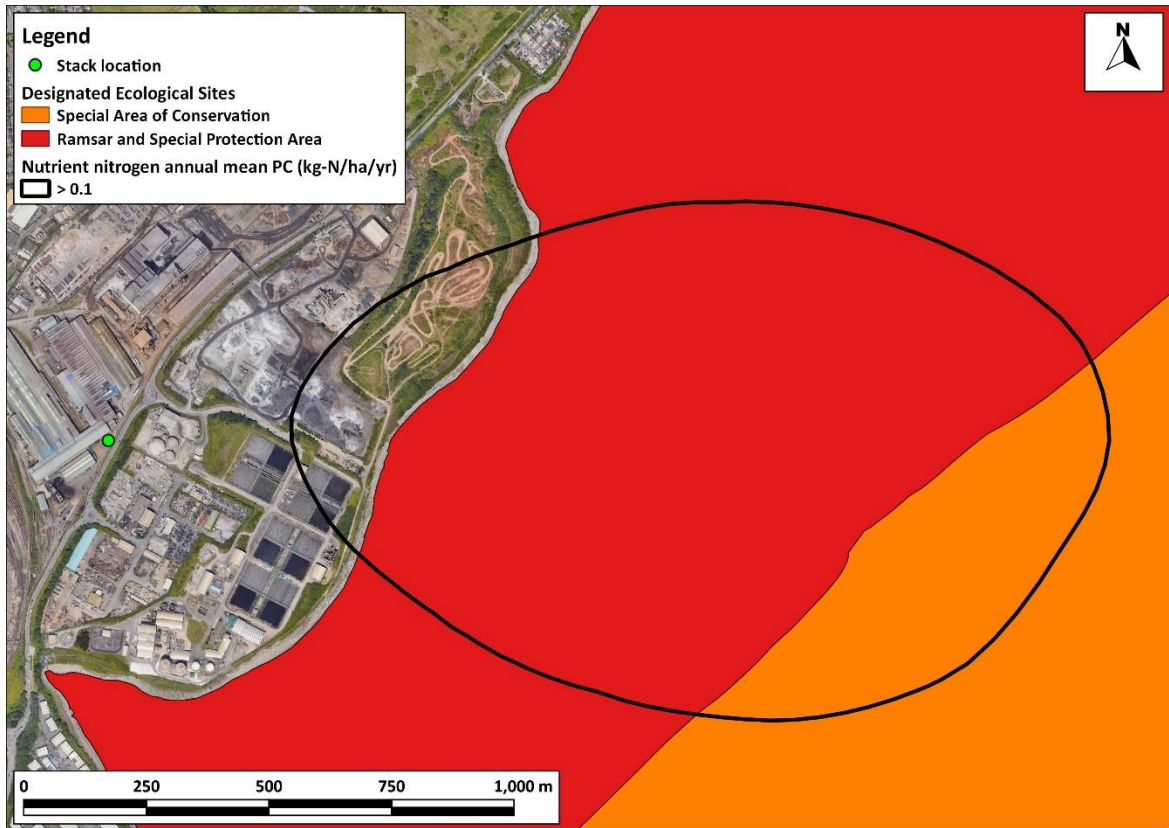 Legend
Stack location
Designated Ecological Sites
Special Area of Conservation
Ramsar and Special Protection Area
Nutrient nitrogen annual mean PC (kg-N/ha/yr)
> 0.1
N
0 250 500 750 1,000 m